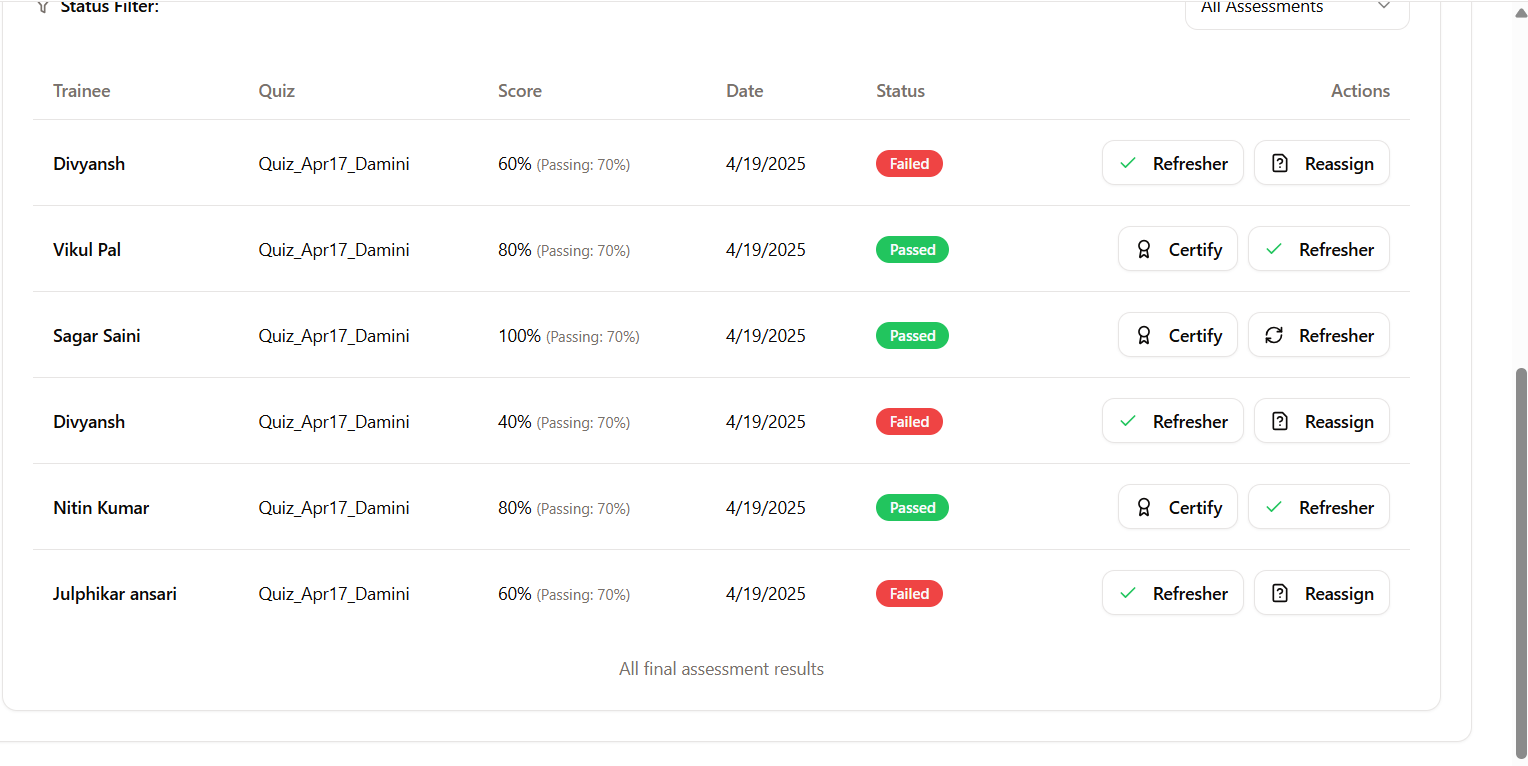 Status Filter: All Assessments
Trainee Quiz Score Date Status Actions
Divyansh Quiz_Apr17_Damini 60% (Passing: 70%) 4/19/2025 Failed Refresher Reassign
Vikul Pal Quiz_Apr17_Damini 80% (Passing: 70%) 4/19/2025 Passed Certify Refresher
Sagar Saini Quiz_Apr17_Damini 100% (Passing: 70%) 4/19/2025 Passed Certify Refresher
Divyansh Quiz_Apr17_Damini 40% (Passing: 70%) 4/19/2025 Failed Refresher Reassign
Nitin Kumar Quiz_Apr17_Damini 80% (Passing: 70%) 4/19/2025 Passed Certify Refresher
Julphikar ansari Quiz_Apr17_Damini 60% (Passing: 70%) 4/19/2025 Failed Refresher Reassign
All final assessment results